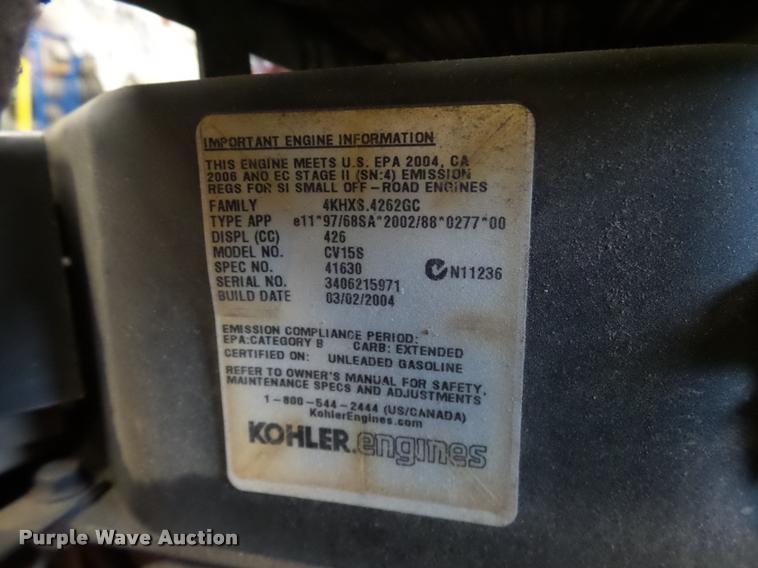 IMPORTANT ENGINE INFORMATION
THIS ENGINE MEETS U.S. EPA 2004, CA
2006 AND EC STAGE II (SN:4) EMISSION
REGS FOR SI SMALL OFF-ROAD ENGINES
FAMILY 4KHXS.4262GC
TYPE APP e11*97/68SA*2002/88*0277*00
DISPL (CC) 426
MODEL NO. CV15S
SPEC NO. 41630 N11236
SERIAL NO. 3406215971
BUILD DATE 03/02/2004
EMISSION COMPLIANCE PERIOD:
EPA:CATEGORY B CARB: EXTENDED
CERTIFIED ON: UNLEADED GASOLINE
REFER TO OWNER'S MANUAL FOR SAFETY,
MAINTENANCE SPECS AND ADJUSTMENTS
1-800-544-2444 (US/CANADA)
KohlerEngines.com
KOHLER.engines
Purple Wave Auction